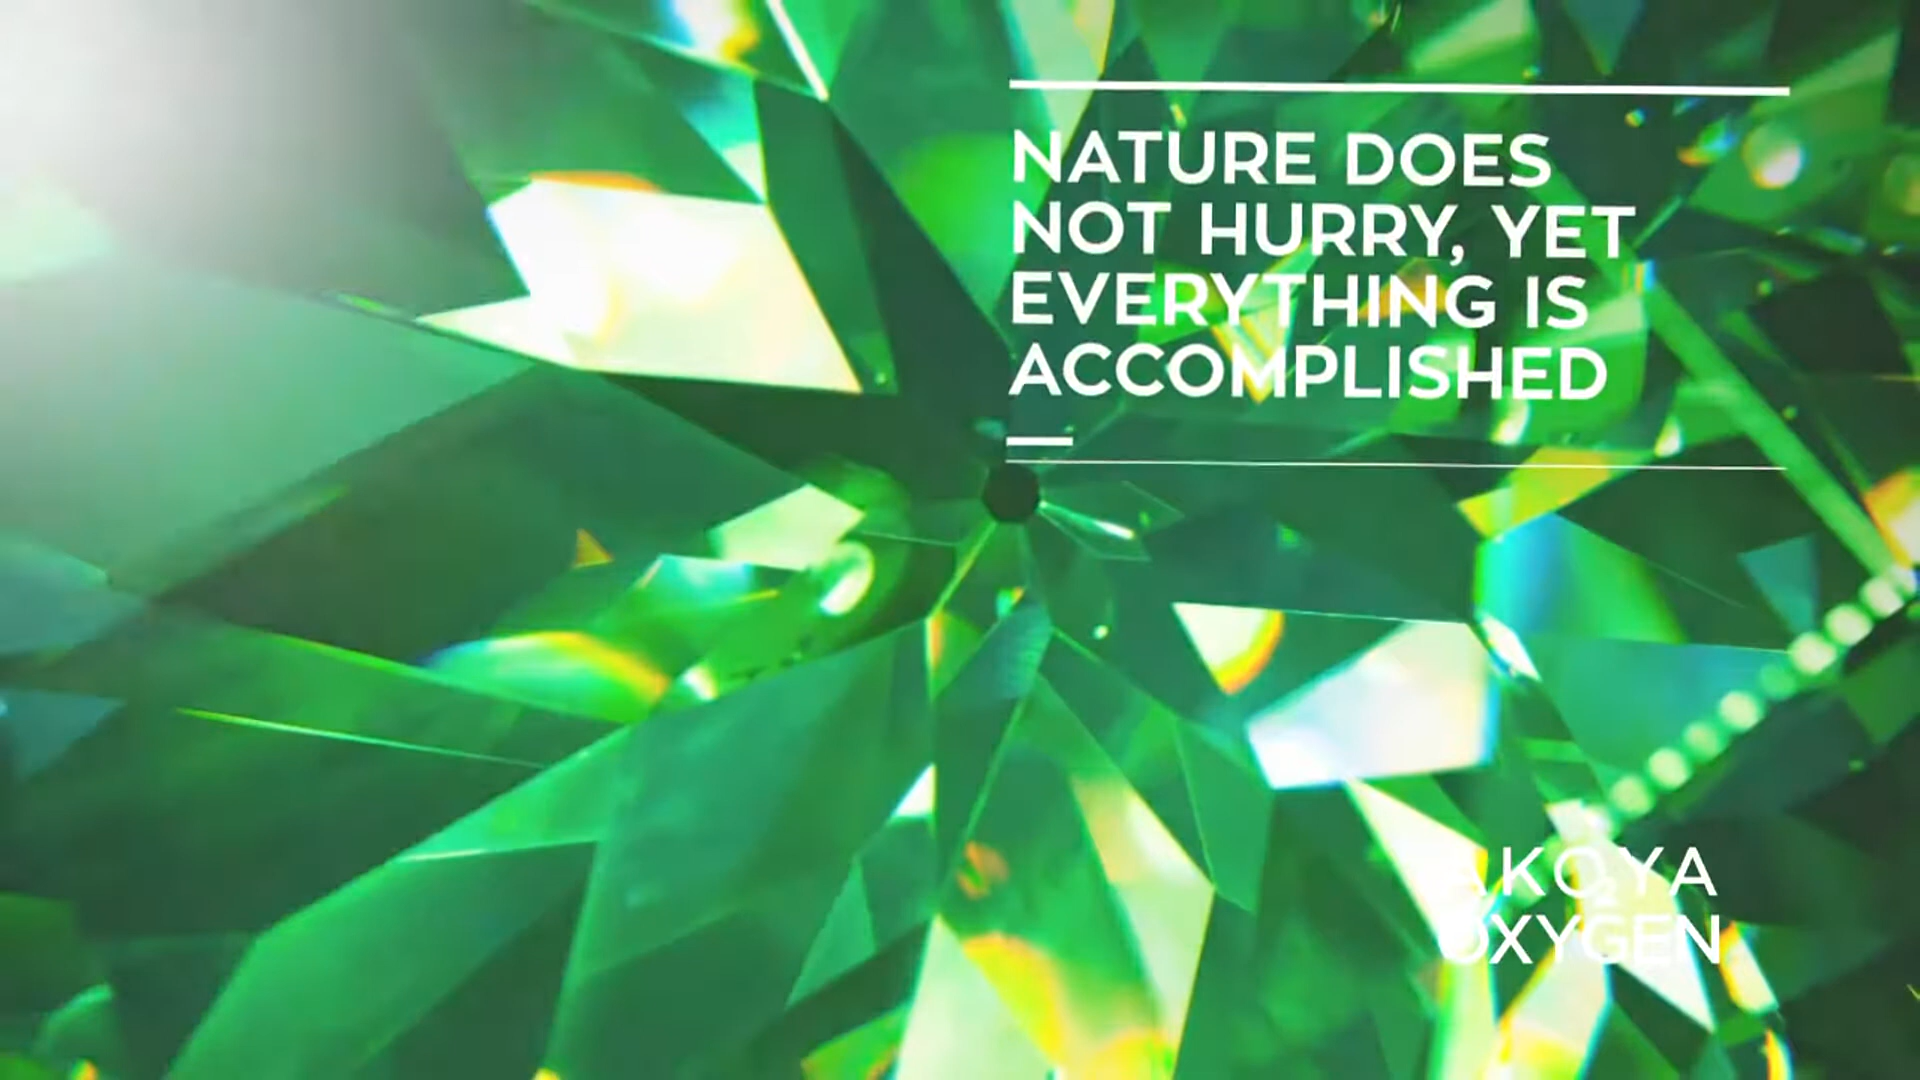 NATURE DOES
NOT HURRY, YET
EVERYTHING IS
ACCOMPLISHED
AKOYA
OXYGEN